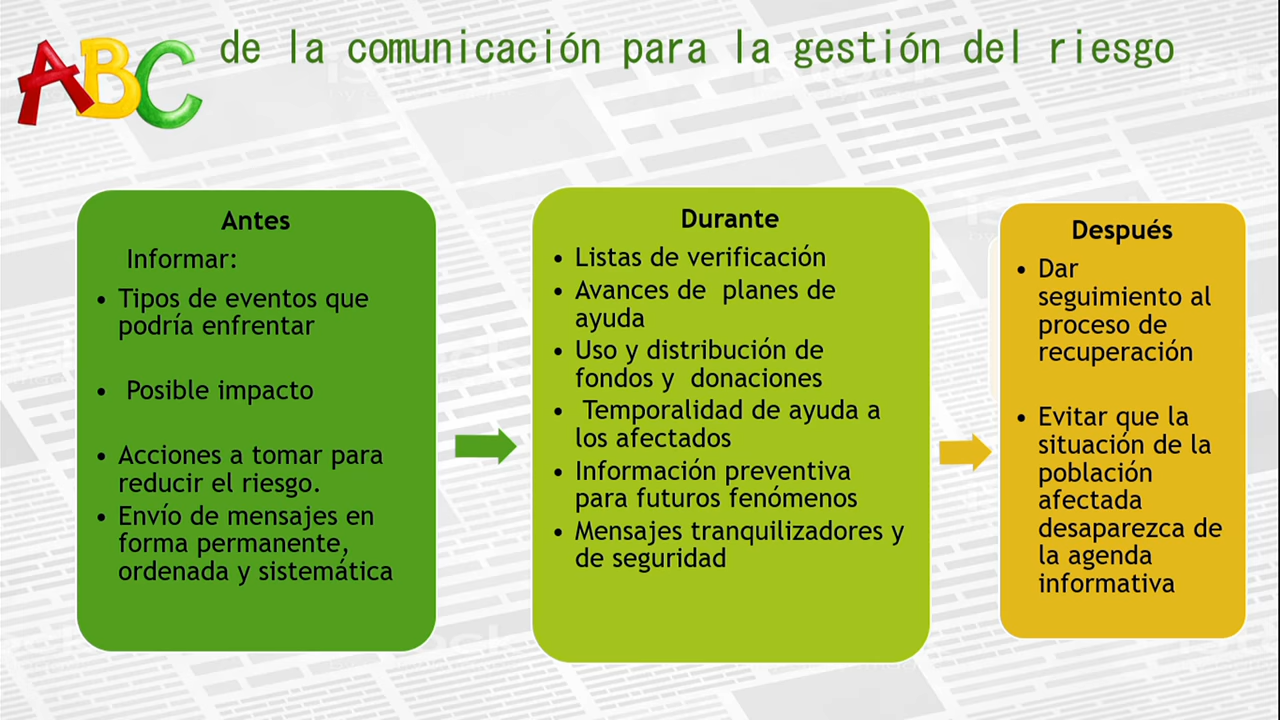 ABC de la comunicación para la gestión del riesgo
Antes
Informar:
• Tipos de eventos que
podría enfrentar
• Posible impacto
• Acciones a tomar para
reducir el riesgo.
• Envío de mensajes en
forma permanente,
ordenada y sistemática
Durante
• Listas de verificación
• Avances de planes de
ayuda
• Uso y distribución de
fondos y donaciones
• Temporalidad de ayuda a
los afectados
• Información preventiva
para futuros fenómenos
• Mensajes tranquilizadores y
de seguridad
Después
• Dar
seguimiento al
proceso de
recuperación
• Evitar que la
situación de la
población
afectada
desaparezca de
la agenda
informativa